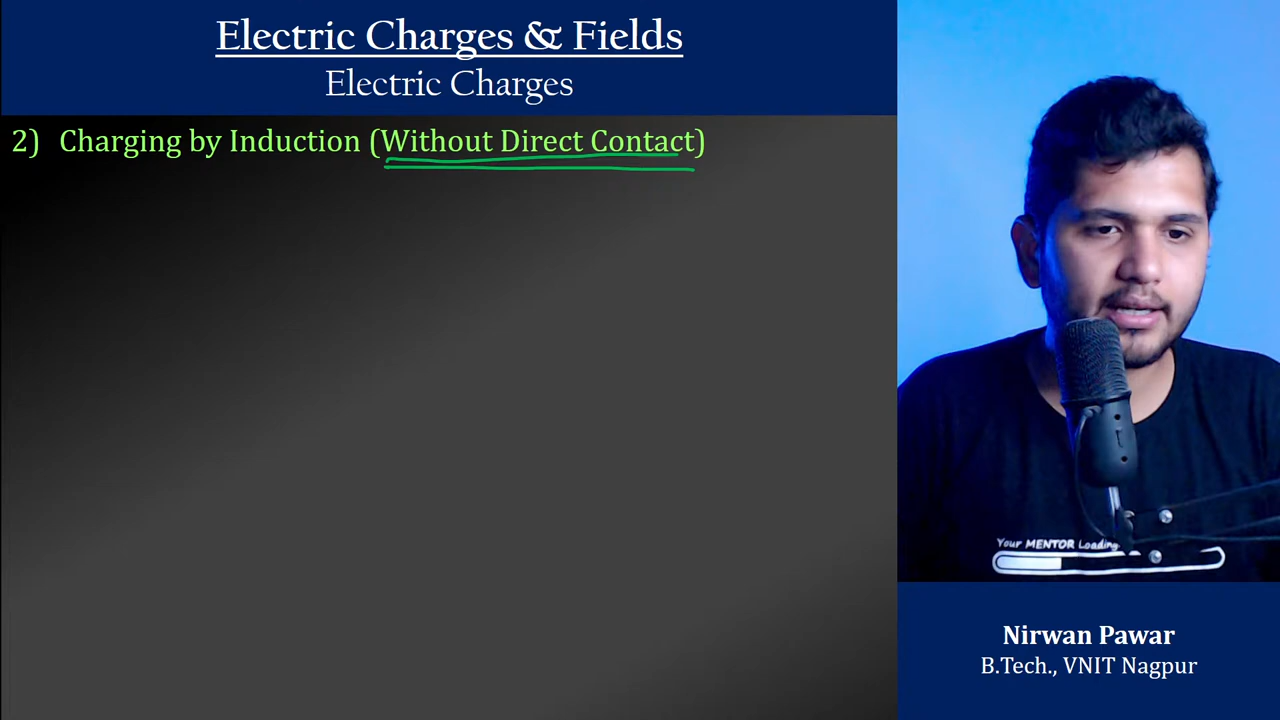 Electric Charges & Fields
Electric Charges
2) Charging by Induction (Without Direct Contact)
Your MENTOR Loading
Nirwan Pawar
B.Tech., VNIT Nagpur